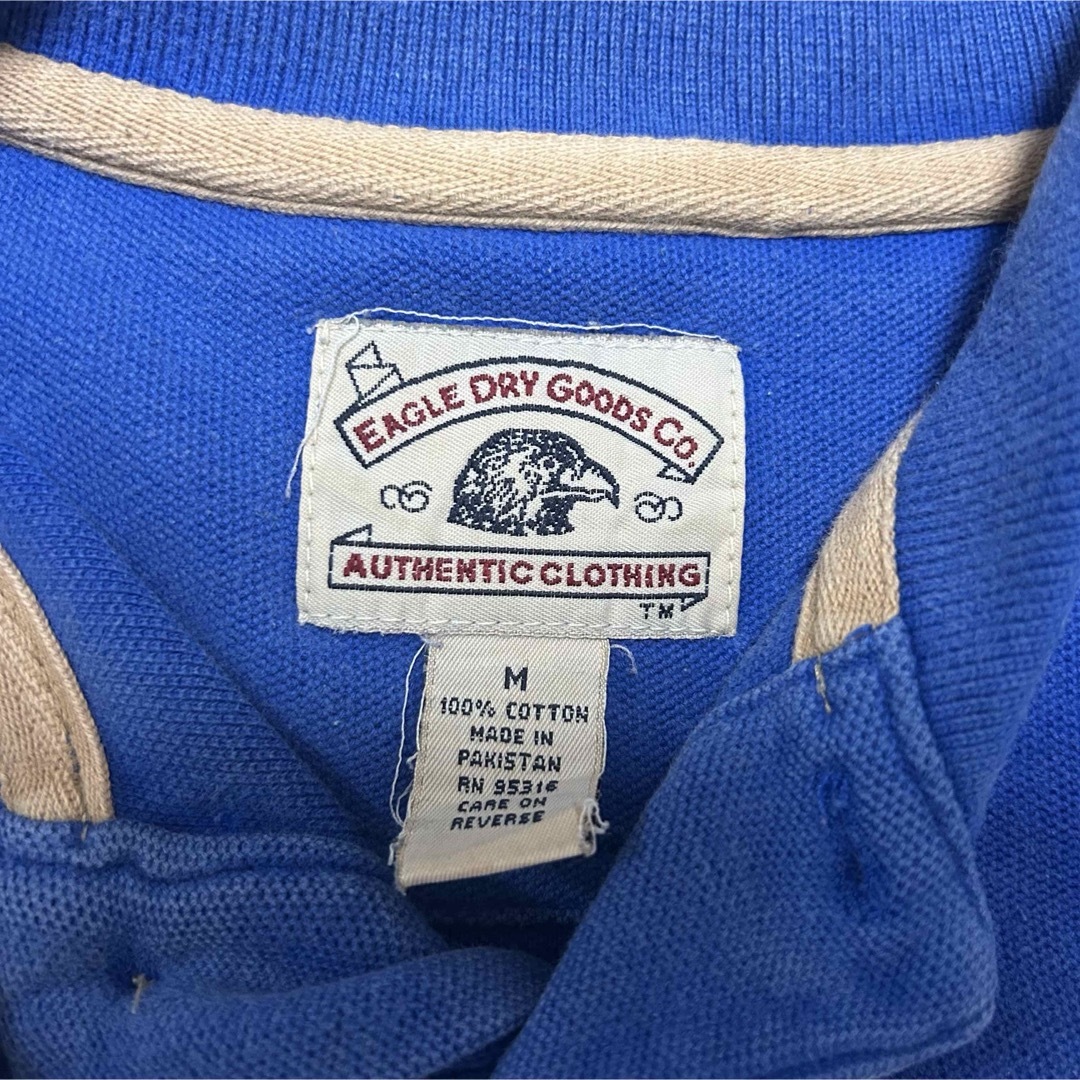 EAGLE DRY GOODS CO.
AUTHENTIC CLOTHING
TM
M
100% COTTON
MADE IN
PAKISTAN
RN 95316
CARE ON
REVERSE